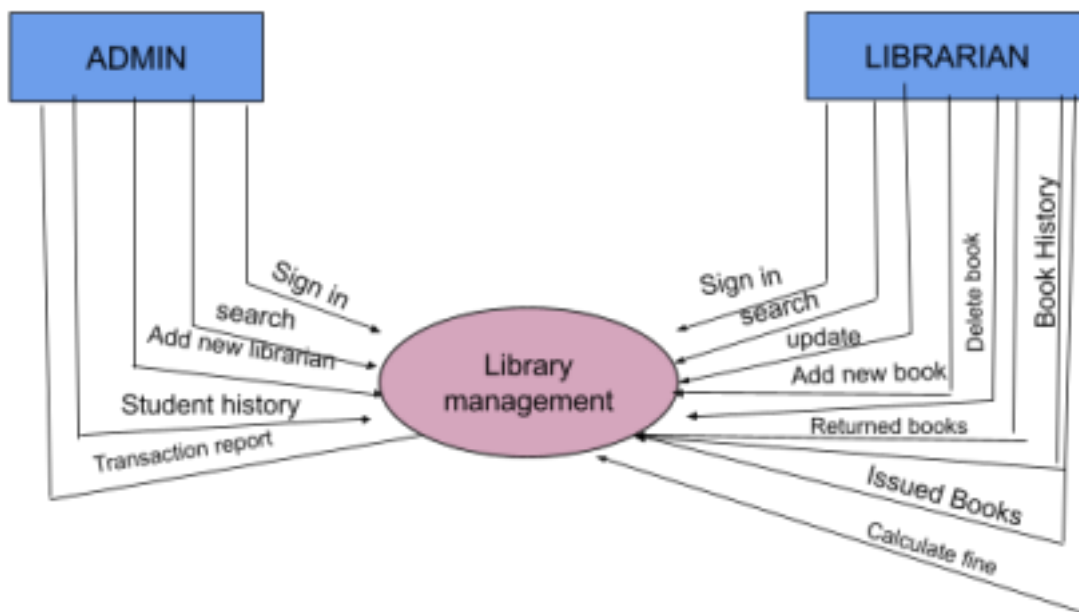 ADMIN
LIBRARIAN
Sign in
search
Add new librarian
Student history
Transaction report
Library
management
Sign in
search
update
Add new book
Delete book
Book History
Returned books
Issued Books
Calculate fine